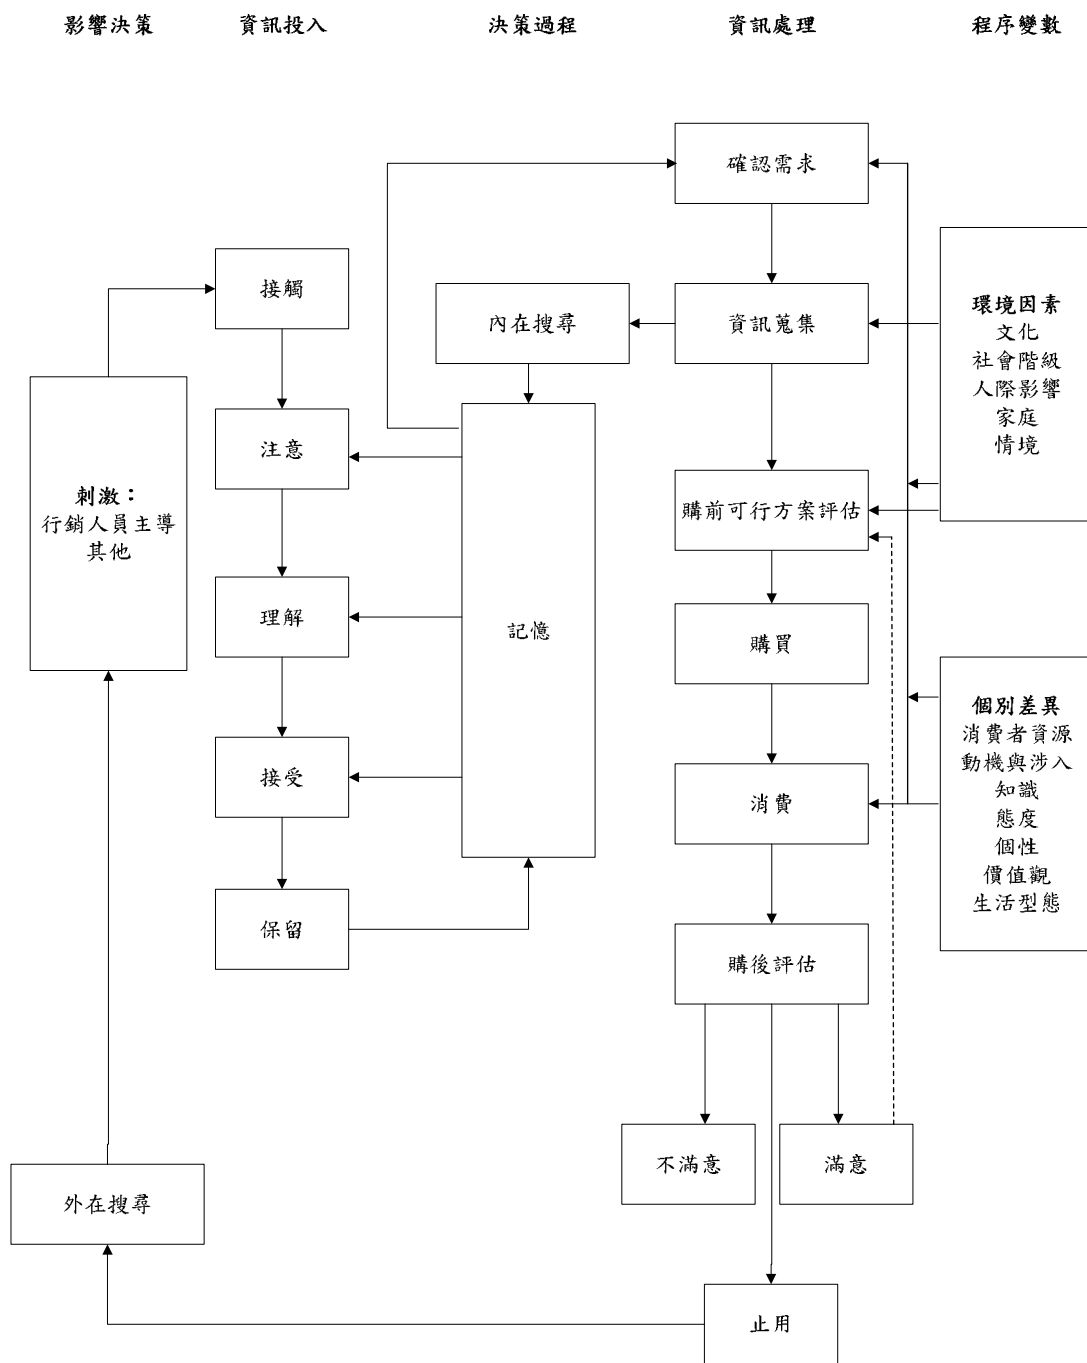 影響決策
資訊投入
決策過程
資訊處理
程序變數
確認需求
接觸
內在搜尋
資訊蒐集
環境因素
文化
社會階級
人際影響
家庭
情境
注意
刺激：
行銷人員主導
其他
購前可行方案評估
理解
記憶
購買
個別差異
消費者資源
動機與涉入
知識
態度
個性
價值觀
生活型態
接受
消費
保留
購後評估
不滿意
滿意
外在搜尋
止用